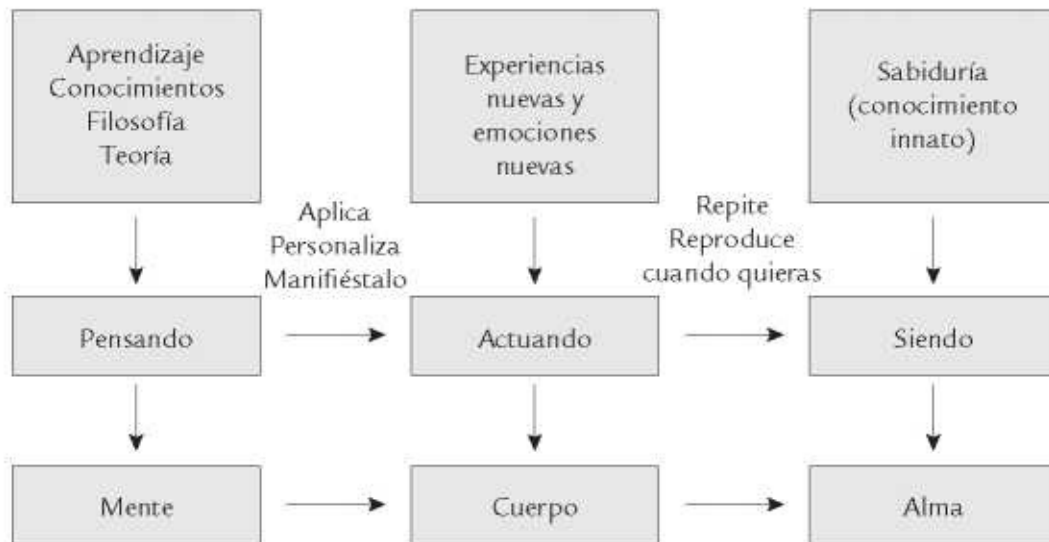 Aprendizaje
Conocimientos
Filosofía
Teoría
Experiencias
nuevas y
emociones
nuevas
Sabiduría
(conocimiento
innato)
Aplica
Personaliza
Manifiéstalo
Repite
Reproduce
cuando quieras
Pensando
Actuando
Siendo
Mente
Cuerpo
Alma